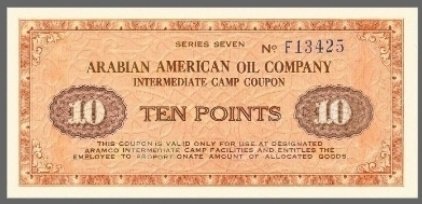 SERIES SEVEN No F13425
ARABIAN AMERICAN OIL COMPANY
INTERMEDIATE CAMP COUPON
10 TEN POINTS 10
THIS COUPON IS VALID ONLY FOR USE AT DESIGNATED
ARAMCO INTERMEDIATE CAMP FACILITIES AND ENTITLES THE
EMPLOYEE TO PROPORTIONATE AMOUNT OF ALLOCATED GOODS.